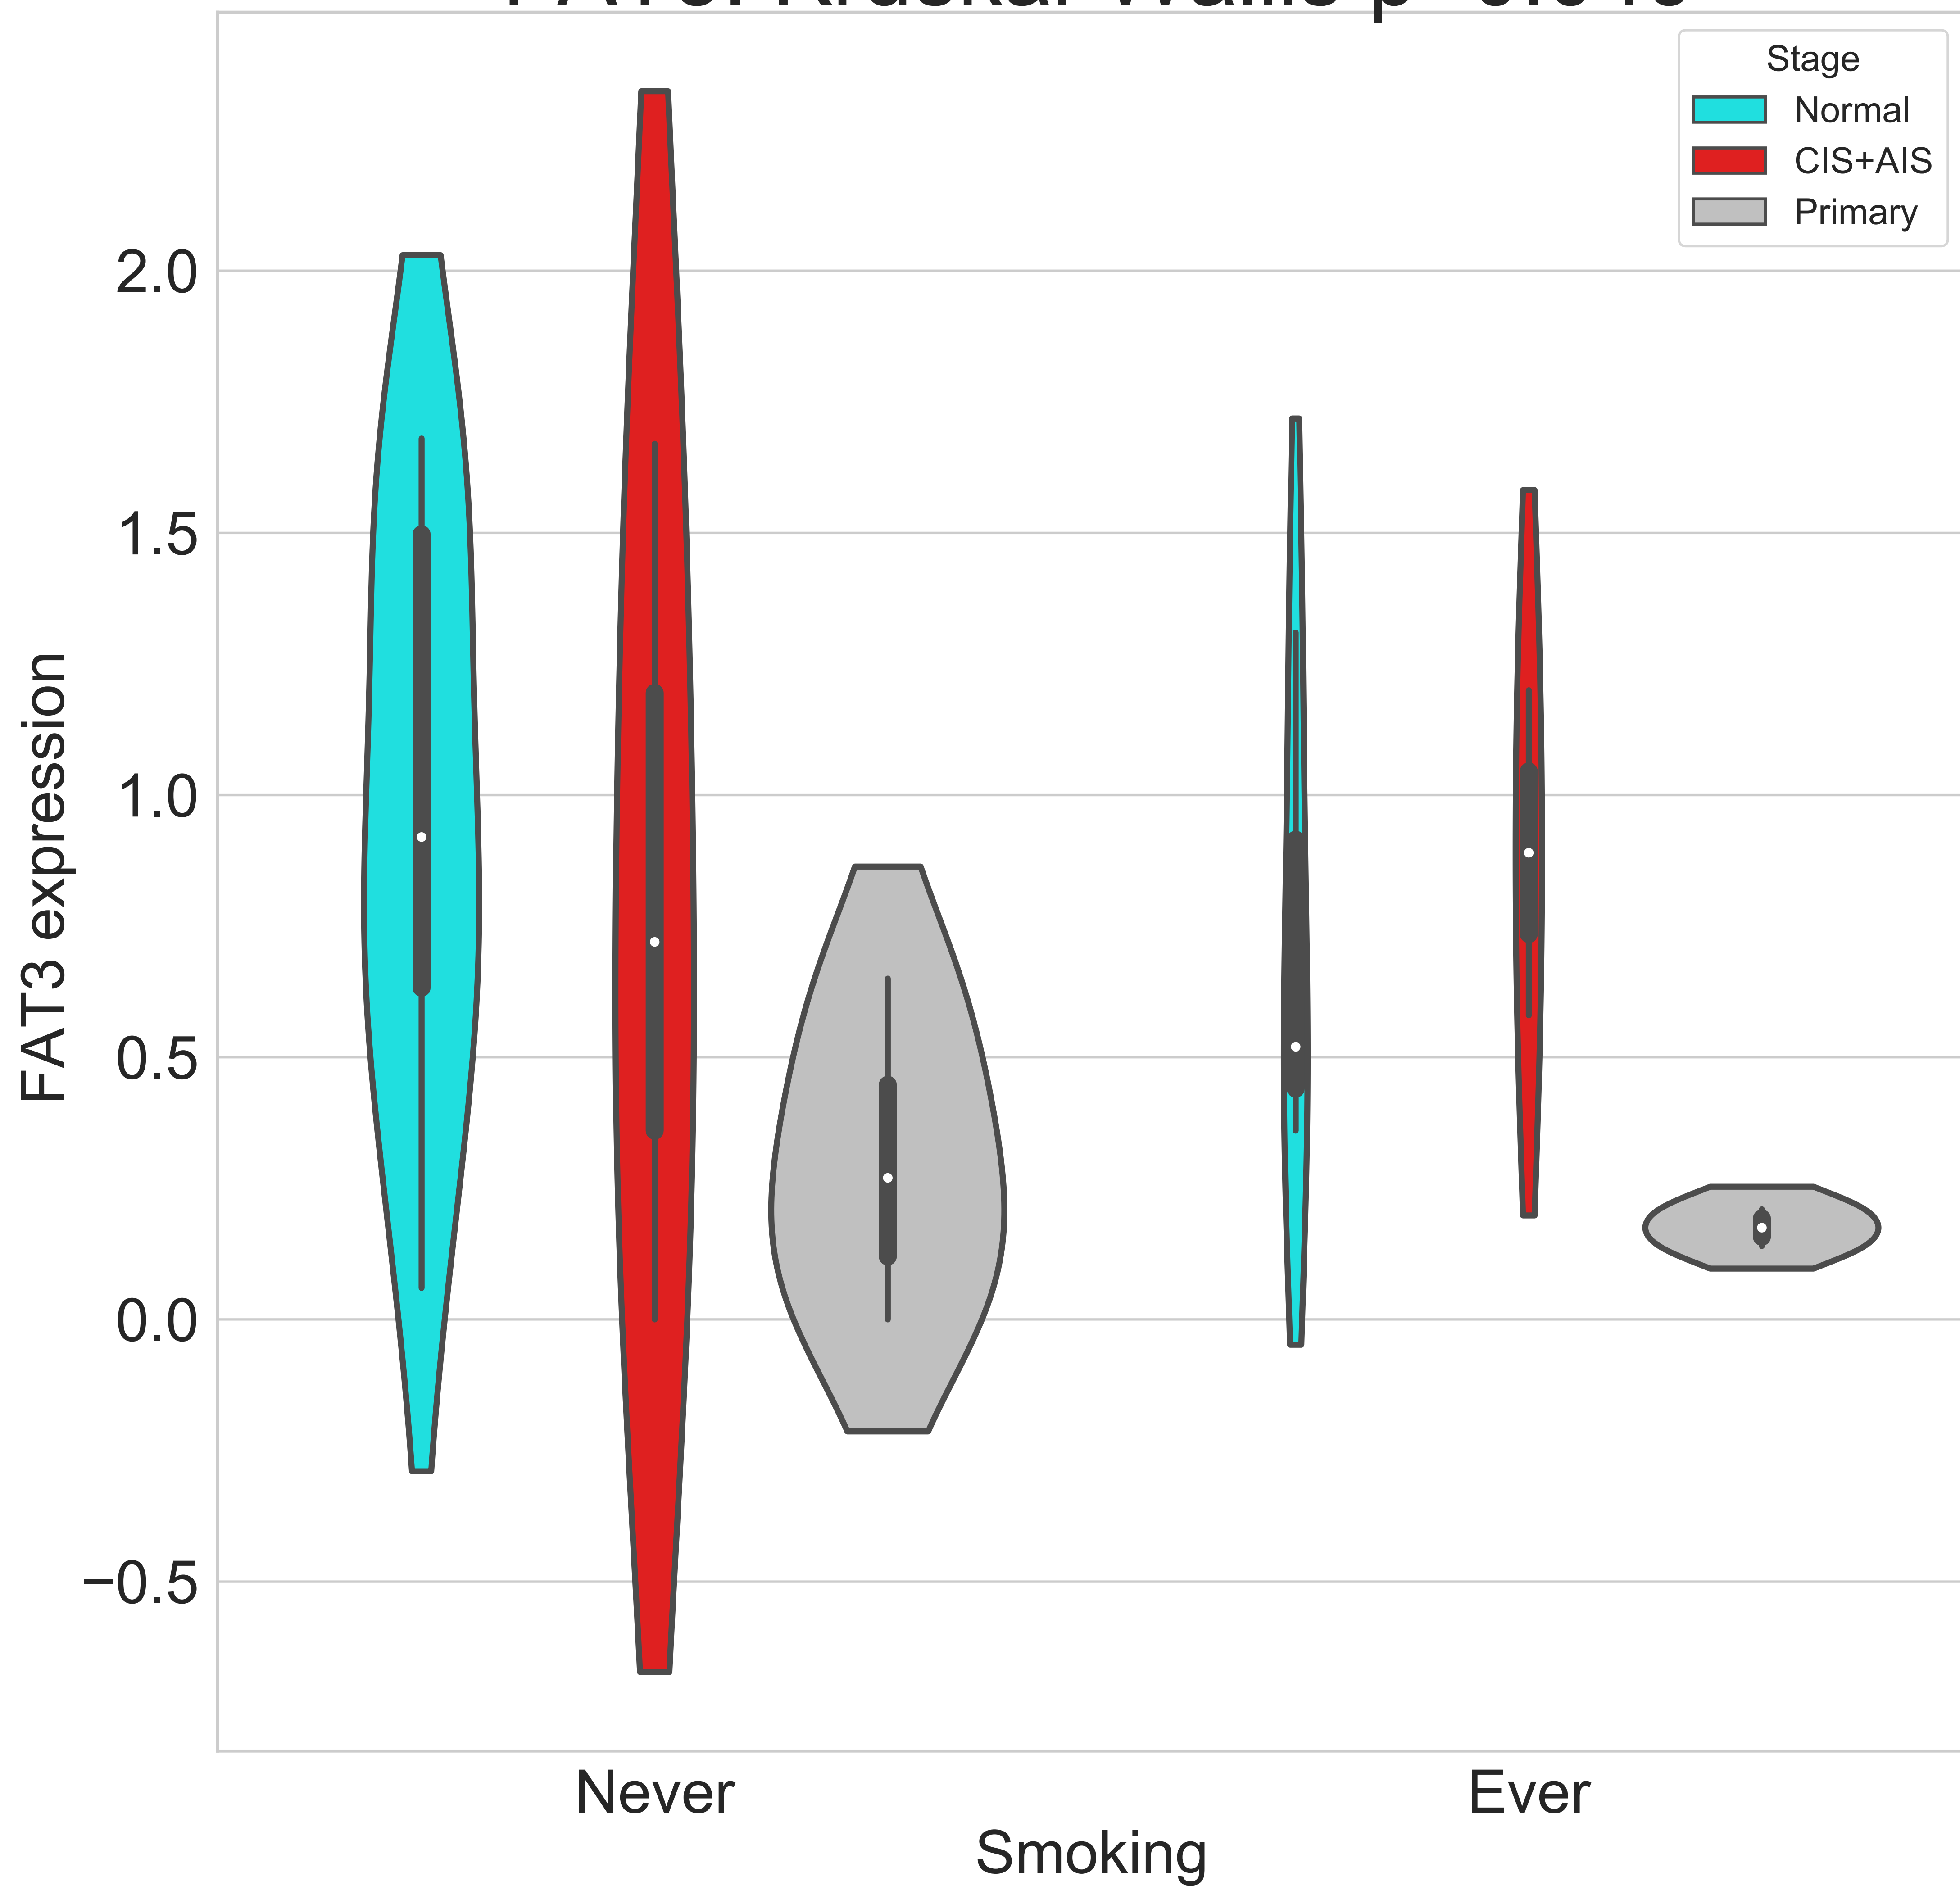 Stage
Normal
CIS+AIS
Primary
2.0
1.5
1.0
0.5
0.0
−0.5
FAT3 expression
Never
Ever
Smoking